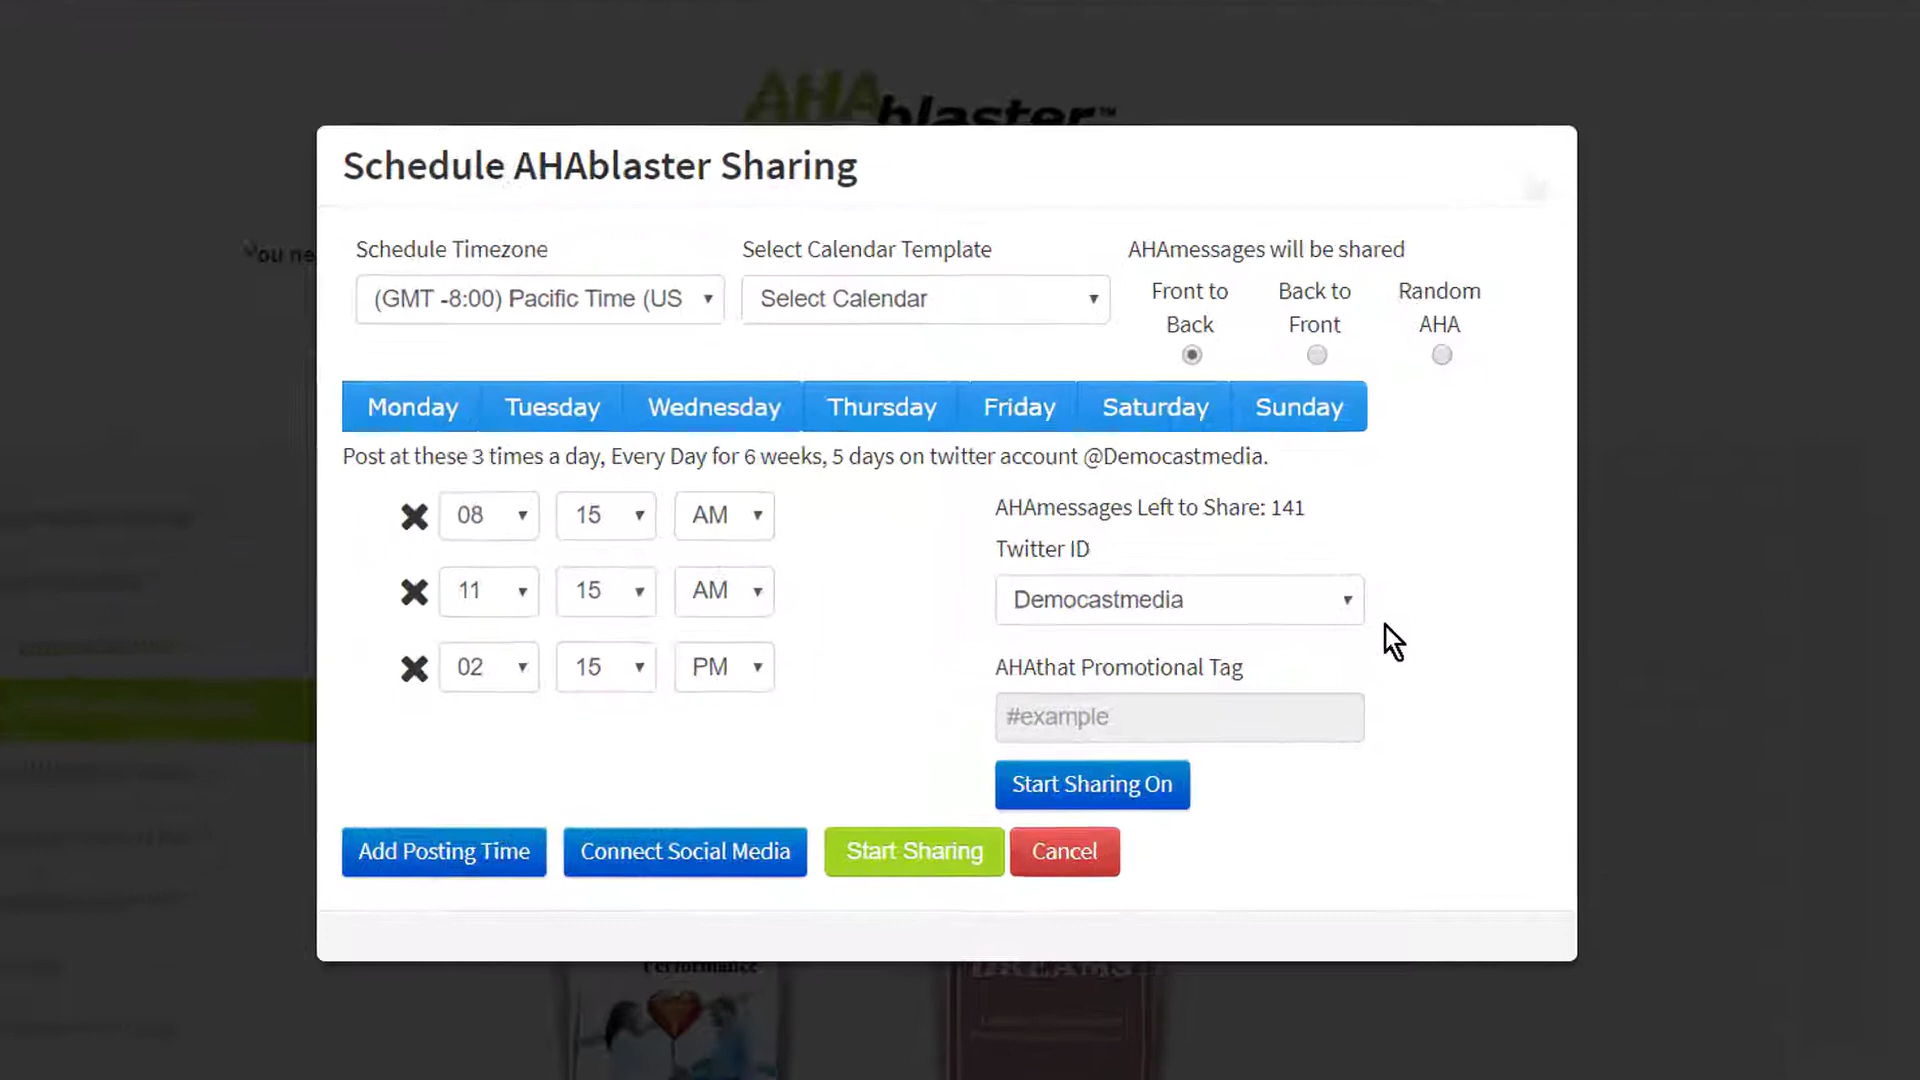 AHAblaster™
Schedule AHAblaster Sharing
You ne
Schedule Timezone
Select Calendar Template
AHAmessages will be shared
(GMT -8:00) Pacific Time (US
Select Calendar
Front to
Back
Back to
Front
Random
AHA
Monday Tuesday Wednesday Thursday Friday Saturday Sunday
Post at these 3 times a day, Every Day for 6 weeks, 5 days on twitter account @Democastmedia.
08 15 AM
11 15 AM
02 15 PM
AHAmessages Left to Share: 141
Twitter ID
Democastmedia
AHAthat Promotional Tag
#example
Start Sharing On
Add Posting Time
Connect Social Media
Start Sharing
Cancel
Performance